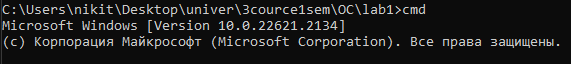 C:\Users\nikit\Desktop\univer\3cource1sem\OC\lab1>cmd
Microsoft Windows [Version 10.0.22621.2134]
(c) Корпорация Майкрософт (Microsoft Corporation). Все права защищены.